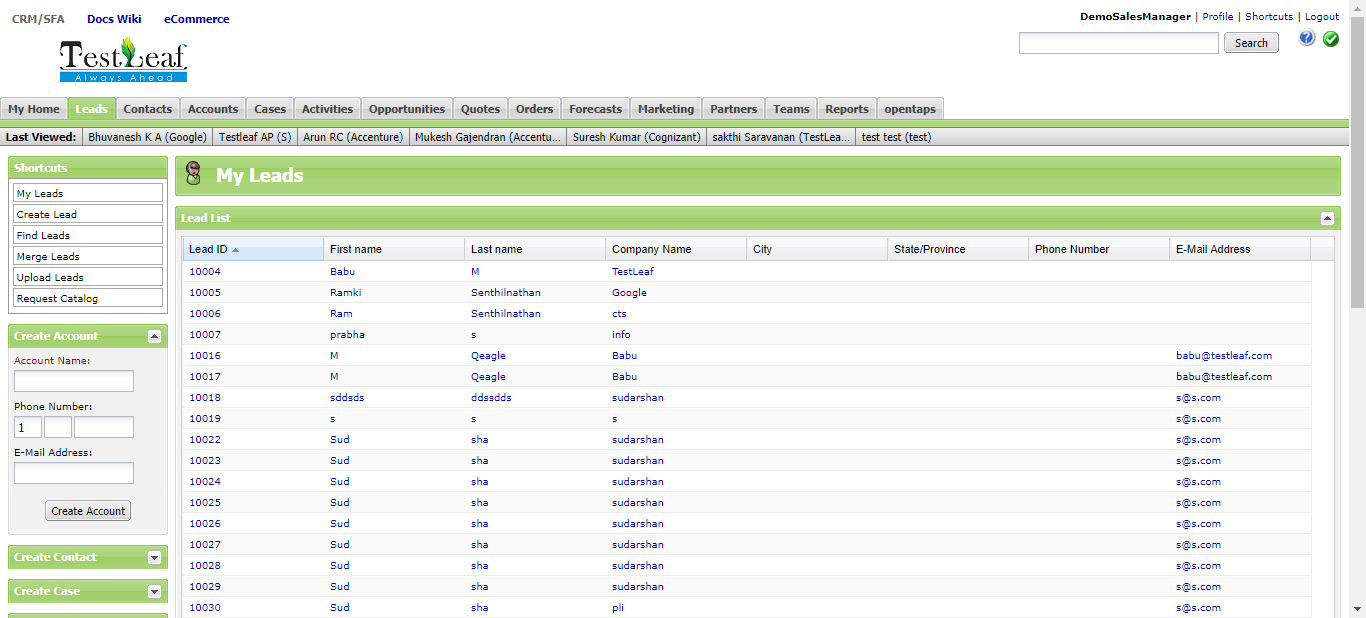 CRM/SFA Docs Wiki eCommerce
DemoSalesManager | Profile | Shortcuts | Logout
TestLeaf
Always Ahead
Search
My Home Leads Contacts Accounts Cases Activities Opportunities Quotes Orders Forecasts Marketing Partners Teams Reports opentaps
Last Viewed: Bhuvanesh K A (Google) Testleaf AP (S) Arun RC (Accenture) Mukesh Gajendran (Accentu... Suresh Kumar (Cognizant) sakthi Saravanan (TestLea... test test (test)
Shortcuts
My Leads
Create Lead
Find Leads
Merge Leads
Upload Leads
Request Catalog
Create Account
Account Name:
Phone Number:
1
E-Mail Address:
Create Account
Create Contact
Create Case
My Leads
Lead List
Lead ID First name Last name Company Name City State/Province Phone Number E-Mail Address
10004 Babu M TestLeaf
10005 Ramki Senthilnathan Google
10006 Ram Senthilnathan cts
10007 prabha s info
10016 M Qeagle Babu babu@testleaf.com
10017 M Qeagle Babu babu@testleaf.com
10018 sddsds ddssdds sudarshan s@s.com
10019 s s s s@s.com
10022 Sud sha sudarshan s@s.com
10023 Sud sha sudarshan s@s.com
10024 Sud sha sudarshan s@s.com
10025 Sud sha sudarshan s@s.com
10026 Sud sha sudarshan s@s.com
10027 Sud sha sudarshan s@s.com
10028 Sud sha sudarshan s@s.com
10029 Sud sha sudarshan s@s.com
10030 Sud sha pli s@s.com